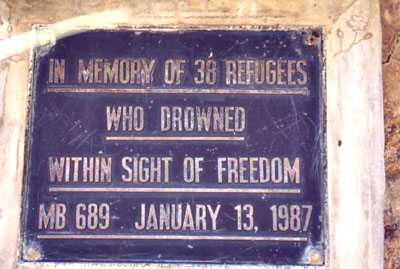 IN MEMORY OF 38 REFUGEES
WHO DROWNED
WITHIN SIGHT OF FREEDOM
MB 689 JANUARY 13, 1987